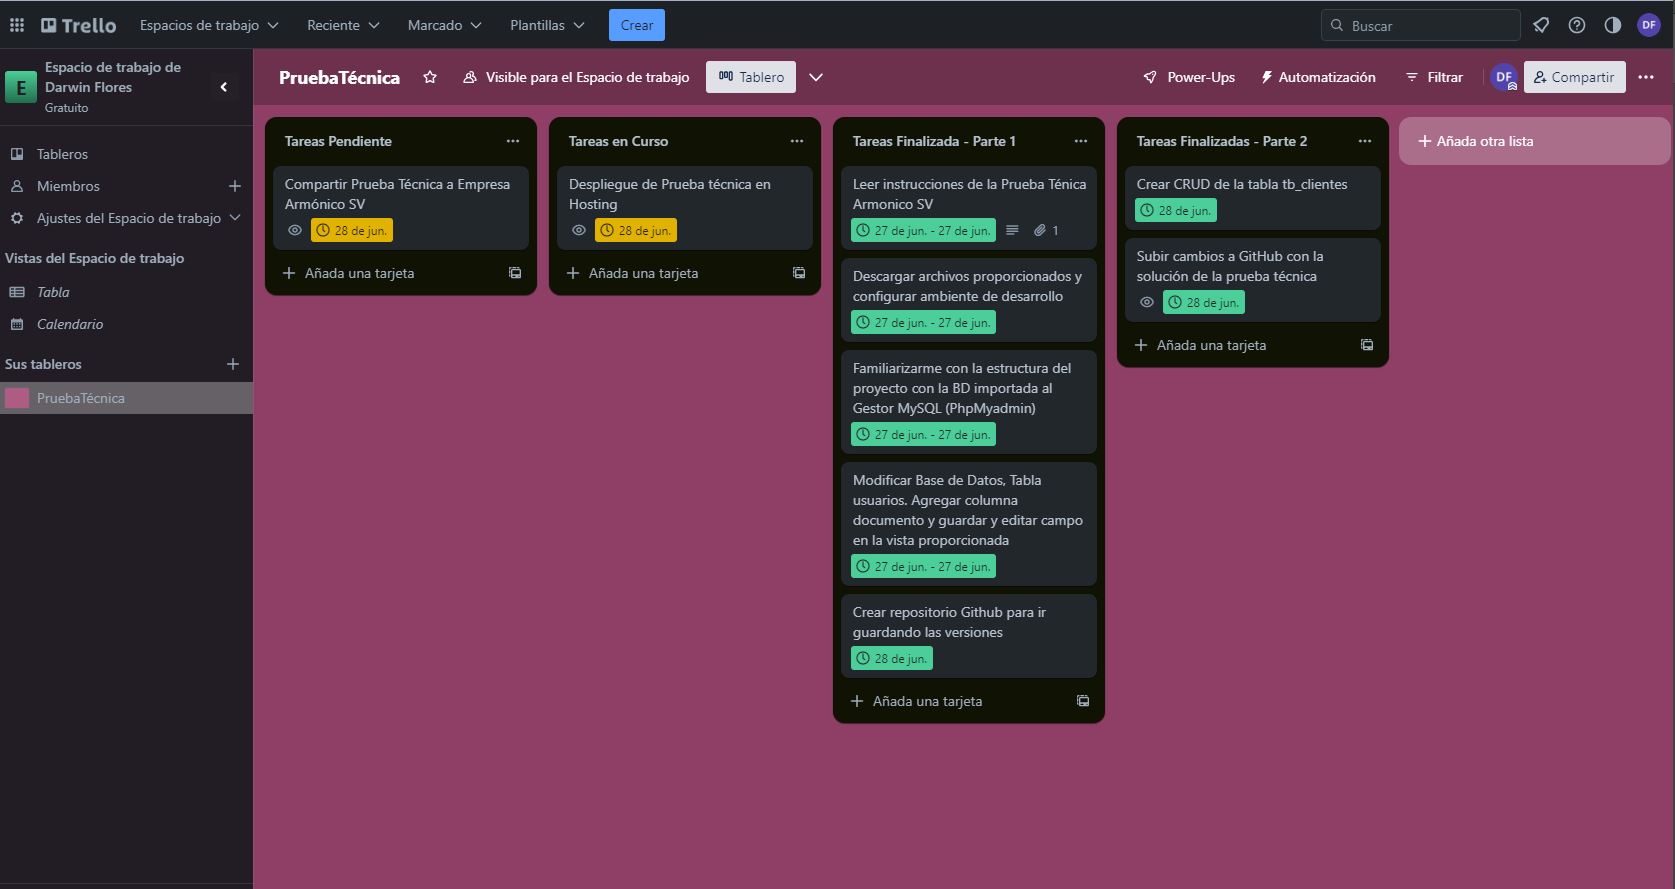 Trello
Espacios de trabajo
Reciente
Marcado
Plantillas
Crear
Buscar
DF
E
Espacio de trabajo de
Darwin Flores
Gratuito
Tableros
Miembros
Ajustes del Espacio de trabajo
Vistas del Espacio de trabajo
Tabla
Calendario
Sus tableros
PruebaTécnica
PruebaTécnica
Visible para el Espacio de trabajo
Tablero
Power-Ups
Automatización
Filtrar
DF
Compartir
Tareas Pendiente
Compartir Prueba Técnica a Empresa
Armónico SV
28 de jun.
Añada una tarjeta
Tareas en Curso
Despliegue de Prueba técnica en
Hosting
28 de jun.
Añada una tarjeta
Tareas Finalizada - Parte 1
Leer instrucciones de la Prueba Ténica
Armonico SV
27 de jun. - 27 de jun.
1
Descargar archivos proporcionados y
configurar ambiente de desarrollo
27 de jun. - 27 de jun.
Familiarizarme con la estructura del
proyecto con la BD importada al
Gestor MySQL (PhpMyadmin)
27 de jun. - 27 de jun.
Modificar Base de Datos, Tabla
usuarios. Agregar columna
documento y guardar y editar campo
en la vista proporcionada
27 de jun. - 27 de jun.
Crear repositorio Github para ir
guardando las versiones
28 de jun.
Añada una tarjeta
Tareas Finalizadas - Parte 2
Crear CRUD de la tabla tb_clientes
28 de jun.
Subir cambios a GitHub con la
solución de la prueba técnica
28 de jun.
Añada una tarjeta
Añada otra lista